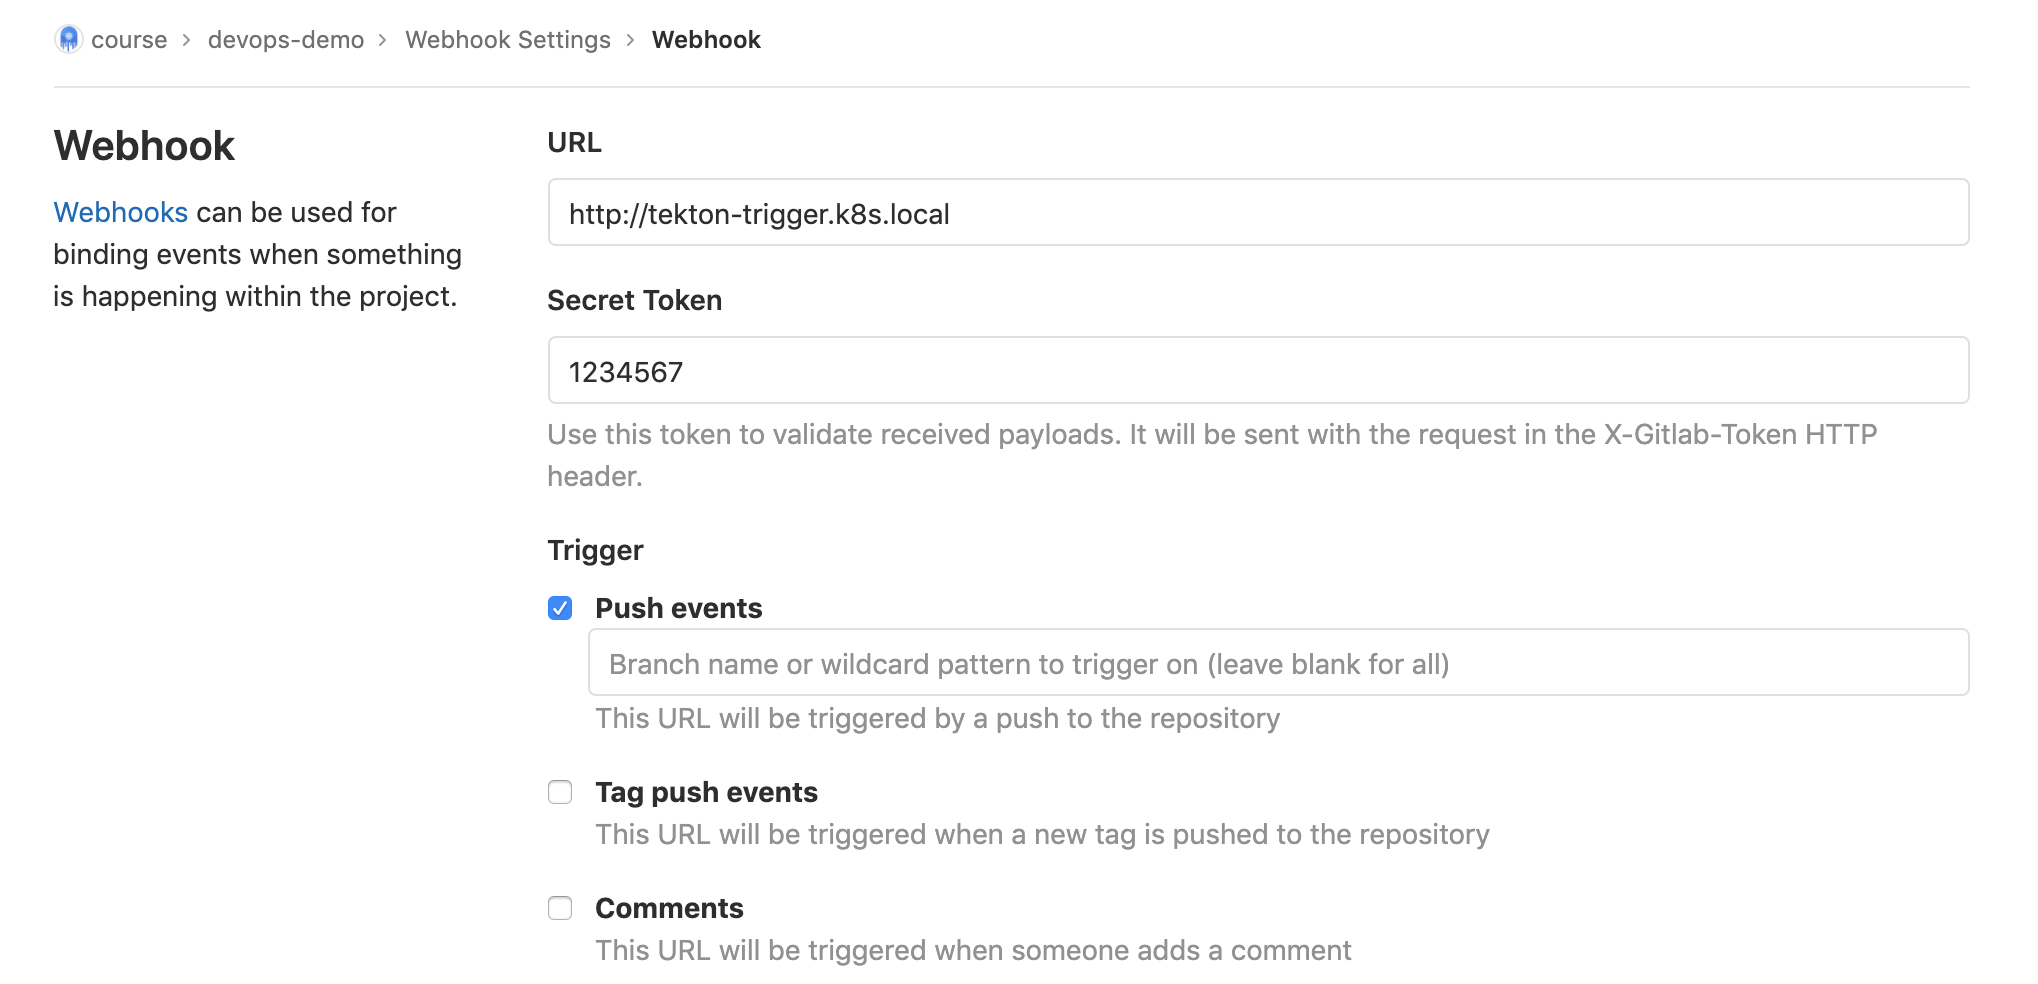 course > devops-demo > Webhook Settings > Webhook
Webhook
Webhooks can be used for
binding events when something
is happening within the project.
URL
http://tekton-trigger.k8s.local
Secret Token
1234567
Use this token to validate received payloads. It will be sent with the request in the X-Gitlab-Token HTTP
header.
Trigger
Push events
Branch name or wildcard pattern to trigger on (leave blank for all)
This URL will be triggered by a push to the repository
Tag push events
This URL will be triggered when a new tag is pushed to the repository
Comments
This URL will be triggered when someone adds a comment